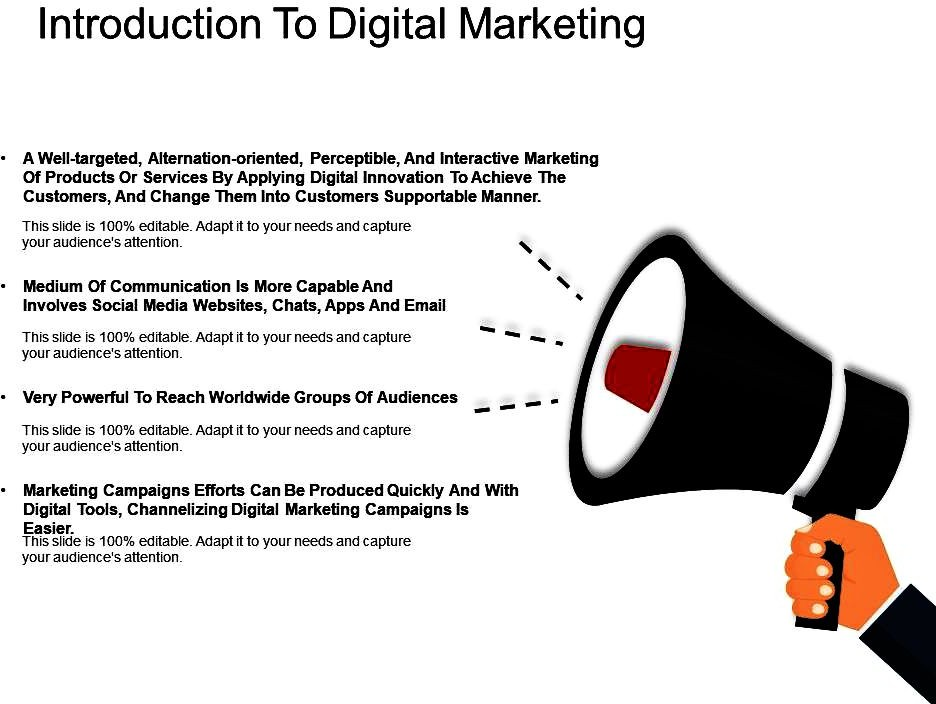 Introduction To Digital Marketing
• A Well-targeted, Alternation-oriented, Perceptible, And Interactive Marketing
Of Products Or Services By Applying Digital Innovation To Achieve The
Customers, And Change Them Into Customers Supportable Manner.
This slide is 100% editable. Adapt it to your needs and capture
your audience's attention.
• Medium Of Communication Is More Capable And
Involves Social Media Websites, Chats, Apps And Email
This slide is 100% editable. Adapt it to your needs and capture
your audience's attention.
• Very Powerful To Reach Worldwide Groups Of Audiences
This slide is 100% editable. Adapt it to your needs and capture
your audience's attention.
• Marketing Campaigns Efforts Can Be Produced Quickly And With
Digital Tools, Channelizing Digital Marketing Campaigns Is
Easier.
This slide is 100% editable. Adapt it to your needs and capture
your audience's attention.